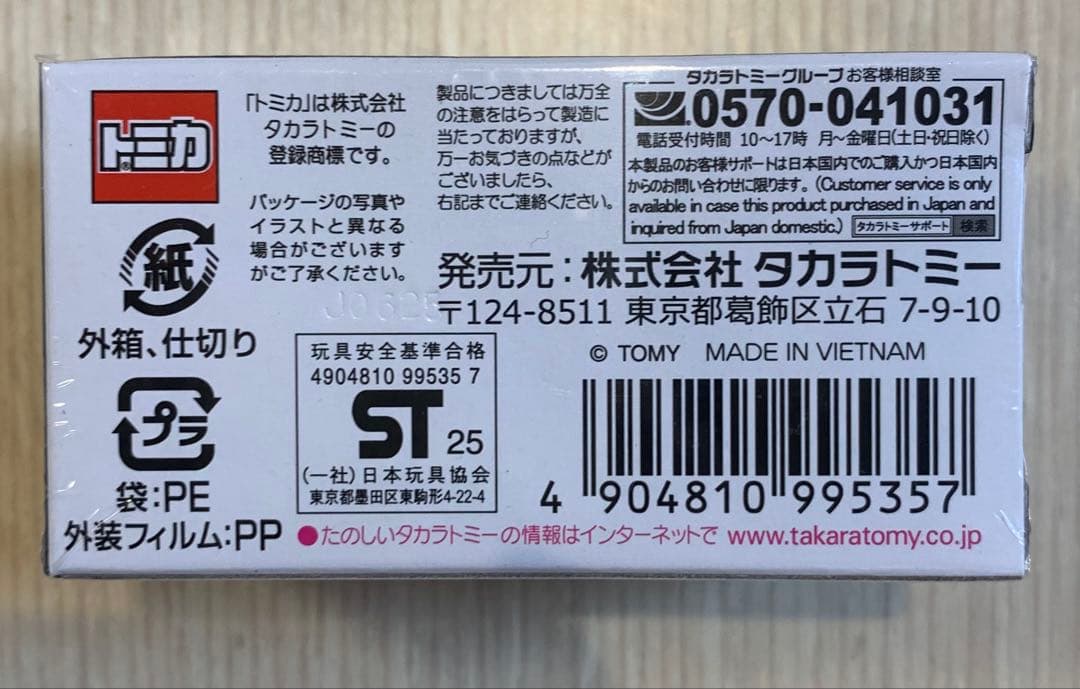 トミカ
®
「トミカ」は株式会社
タカラトミーの
登録商標です。
パッケージの写真や
イラストと異なる
場合がございます
がご了承ください。
製品につきましては万全
の注意をはらって製造に
当たっておりますが、
万一お気づきの点などが
ございましたら、
右記までご連絡ください。
タカラトミーグループお客様相談室
0570-041031
電話受付時間 10〜17時 月〜金曜日(土日・祝日除く)
本製品のお客様サポートは日本国内でのご購入かつ日本国内
からのお問い合わせに限ります。(Customer service is only
available in case this product purchased in Japan and
inquired from Japan domestic.) タカラトミーサポート 検索
発売元:株式会社 タカラトミー
〒124-8511 東京都葛飾区立石 7-9-10
© TOMY MADE IN VIETNAM
紙
外箱、仕切り
プラ
袋:PE
外装フィルム:PP
玩具安全基準合格
4904810 99535 7
ST 25
(一社)日本玩具協会
東京都墨田区東駒形4-22-4
4 904810 995357
●たのしいタカラトミーの情報はインターネットで www.takaratomy.co.jp